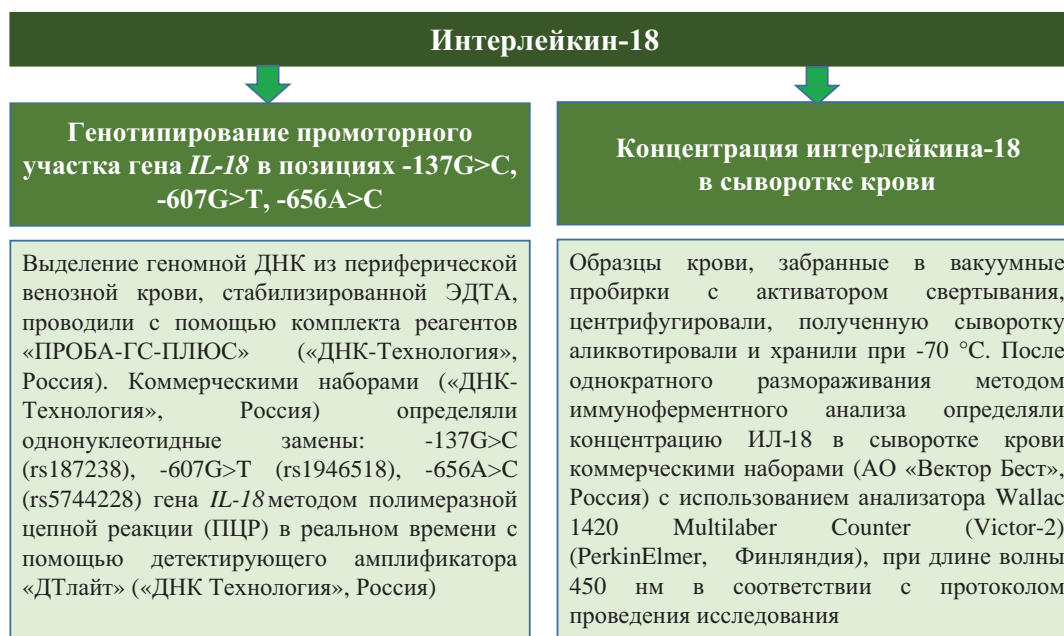 Интерлейкин-18
Генотипирование промоторного
участка гена IL-18 в позициях -137G>C,
-607G>T, -656A>C
Концентрация интерлейкина-18
в сыворотке крови
Выделение геномной ДНК из периферической
венозной крови, стабилизированной ЭДТА,
проводили с помощью комплекта реагентов
«ПРОБА-ГС-ПЛЮС» («ДНК-Технология»,
Россия). Коммерческими наборами («ДНК-
Технология», Россия) определяли
однонуклеотидные замены: -137G>C
(rs187238), -607G>T (rs1946518), -656A>C
(rs5744228) гена IL-18 методом полимеразной
цепной реакции (ПЦР) в реальном времени с
помощью детектирующего амплификатора
«ДТлайт» («ДНК Технология», Россия)
Образцы крови, забранные в вакуумные
пробирки с активатором свертывания,
центрифугировали, полученную сыворотку
аликвотировали и хранили при -70 °С. После
однократного размораживания методом
иммуноферментного анализа определяли
концентрацию ИЛ-18 в сыворотке крови
коммерческими наборами (АО «Вектор Бест»,
Россия) с использованием анализатора Wallac
1420 Multilaber Counter (Victor-2)
(PerkinElmer, Финляндия), при длине волны
450 нм в соответствии с протоколом
проведения исследования